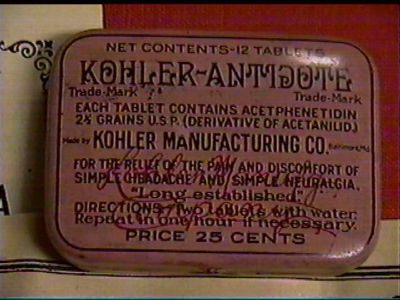 NET CONTENTS-12 TABLETS
KOHLER-ANTIDOTE
Trade-Mark Trade-Mark
EACH TABLET CONTAINS ACETPHENETIDIN
2½ GRAINS U.S.P. (DERIVATIVE OF ACETANILID.)
Made by KOHLER MANUFACTURING CO. Baltimore, Md.
FOR THE RELIEF OF THE PAIN AND DISCOMFORT OF
SIMPLE HEADACHE AND SIMPLE NEURALGIA.
"Long established".
DIRECTIONS-Two tablets with water.
Repeat in one hour if necessary.
PRICE 25 CENTS
A